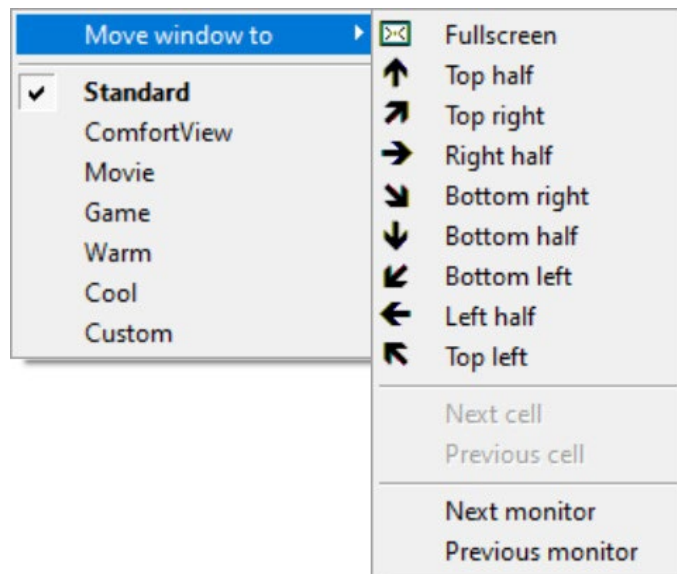 Move window to
Standard
ComfortView
Movie
Game
Warm
Cool
Custom
Fullscreen
Top half
Top right
Right half
Bottom right
Bottom half
Bottom left
Left half
Top left
Next cell
Previous cell
Next monitor
Previous monitor